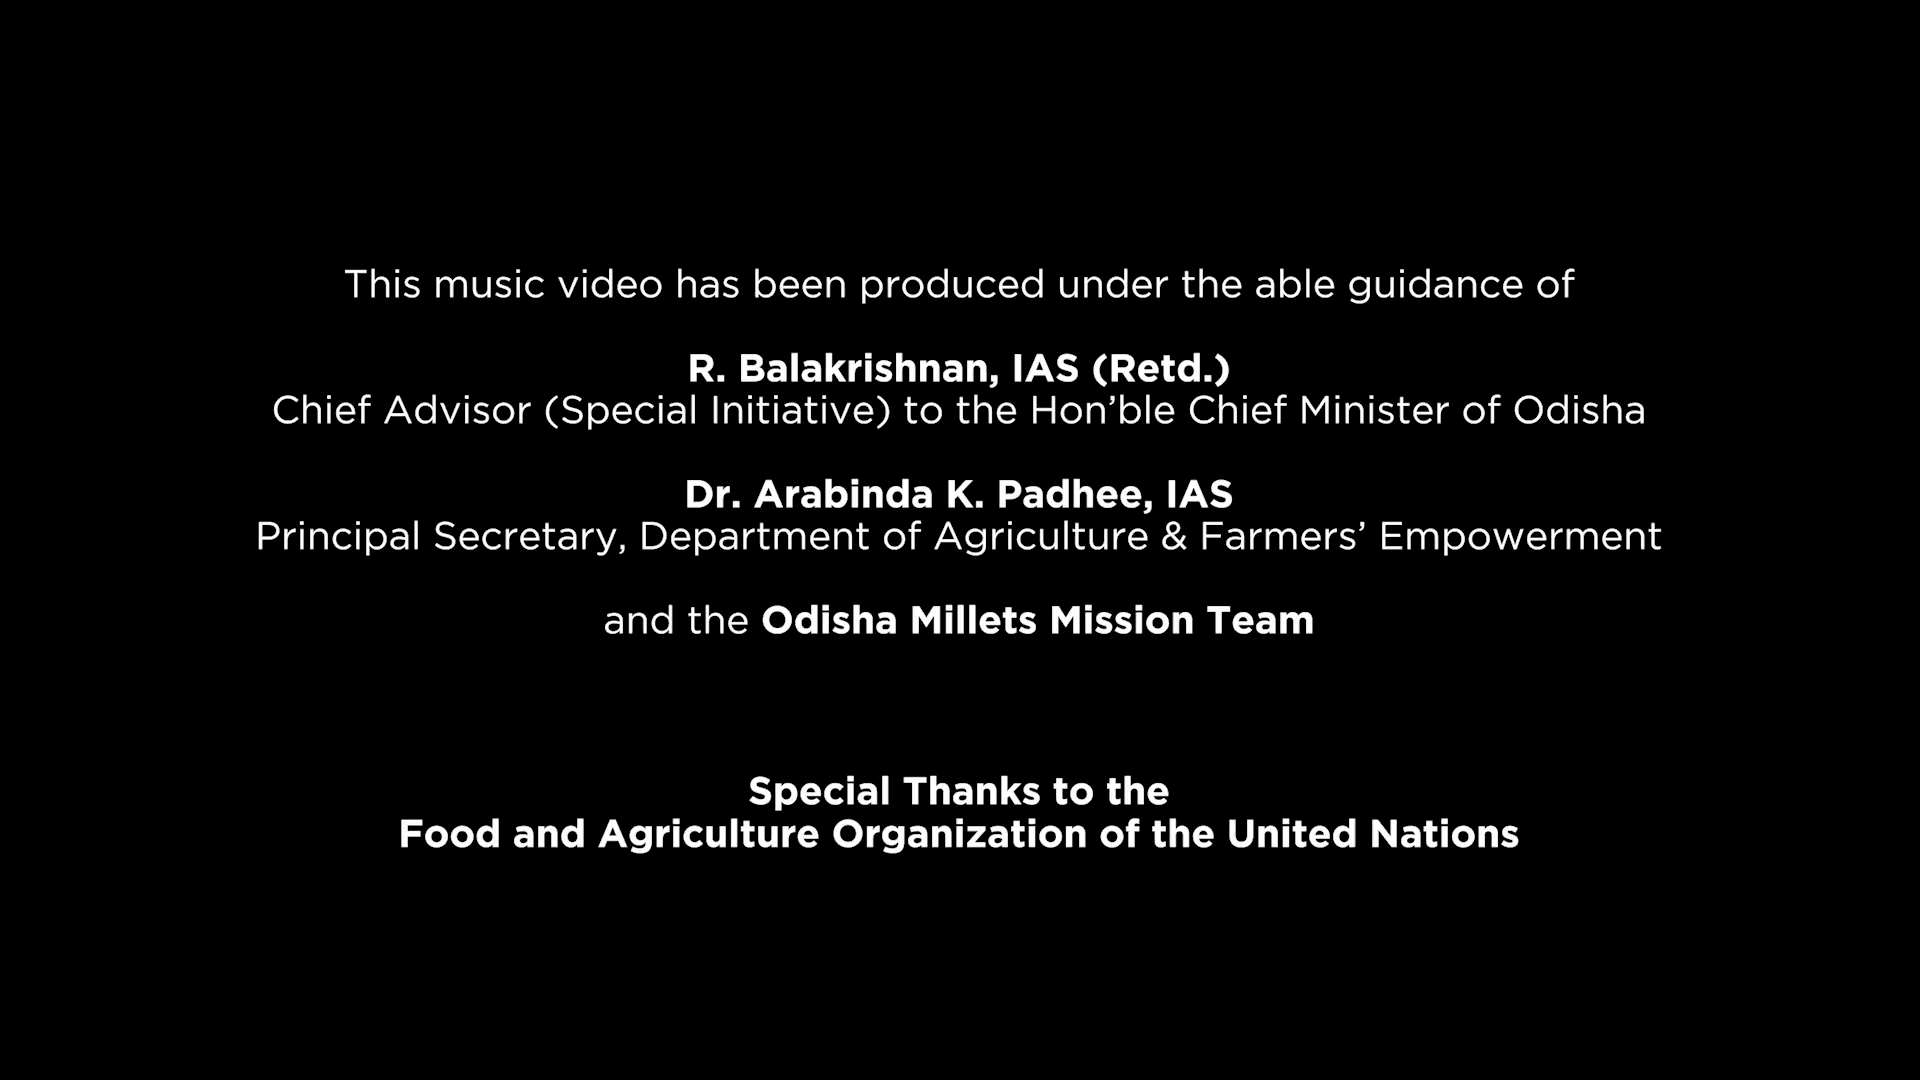 This music video has been produced under the able guidance of
R. Balakrishnan, IAS (Retd.)
Chief Advisor (Special Initiative) to the Hon’ble Chief Minister of Odisha
Dr. Arabinda K. Padhee, IAS
Principal Secretary, Department of Agriculture & Farmers’ Empowerment
and the Odisha Millets Mission Team
Special Thanks to the
Food and Agriculture Organization of the United Nations